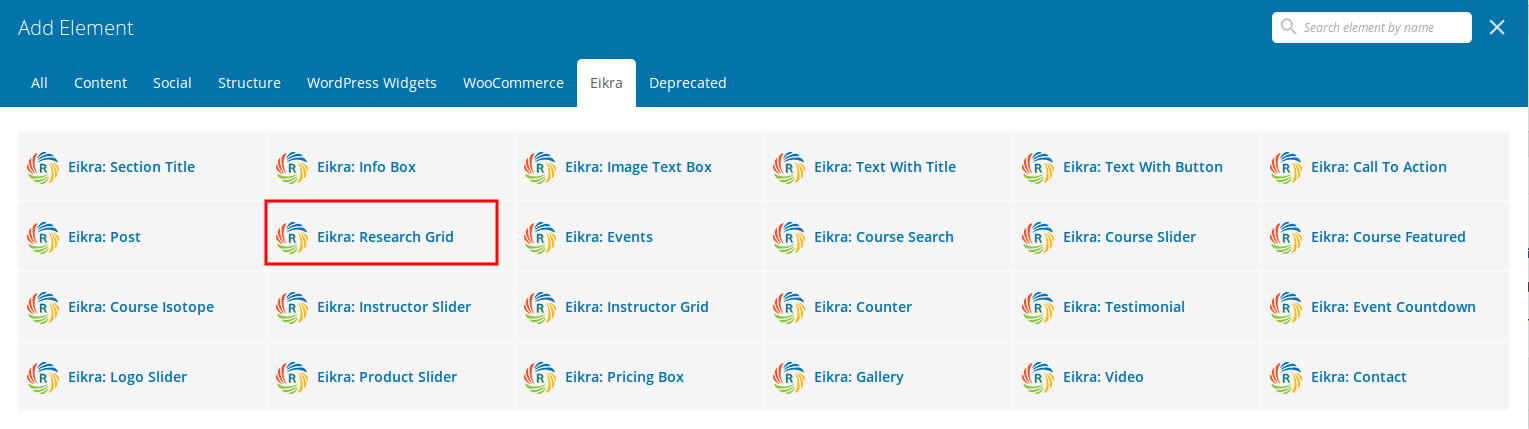 Add Element
Search element by name
All Content Social Structure WordPress Widgets WooCommerce Eikra Deprecated
R Eikra: Section Title R Eikra: Info Box R Eikra: Image Text Box R Eikra: Text With Title R Eikra: Text With Button R Eikra: Call To Action
R Eikra: Post R Eikra: Research Grid R Eikra: Events R Eikra: Course Search R Eikra: Course Slider R Eikra: Course Featured
R Eikra: Course Isotope R Eikra: Instructor Slider R Eikra: Instructor Grid R Eikra: Counter R Eikra: Testimonial R Eikra: Event Countdown
R Eikra: Logo Slider R Eikra: Product Slider R Eikra: Pricing Box R Eikra: Gallery R Eikra: Video R Eikra: Contact